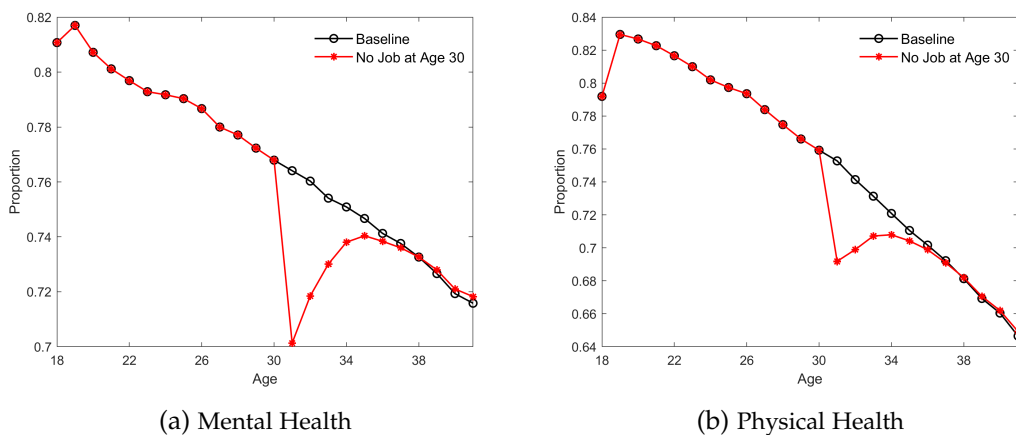 0.82
0.8
0.78
0.76
0.74
0.72
0.7
Proportion
18 22 26 30 34 38
Age
Baseline
No Job at Age 30
(a) Mental Health
0.84
0.82
0.8
0.78
0.76
0.74
0.72
0.7
0.68
0.66
0.64
Proportion
18 22 26 30 34 38
Age
Baseline
No Job at Age 30
(b) Physical Health